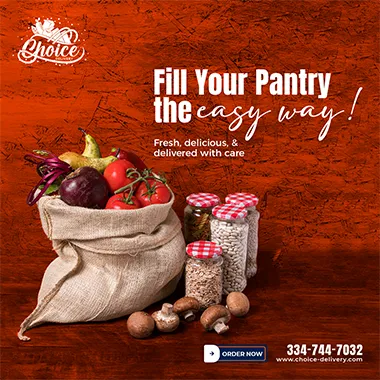 Choice
DELIVERY
Fill Your Pantry
the easy way!
Fresh, delicious, &
delivered with care
ORDER NOW
334-744-7032
www.choice-delivery.com